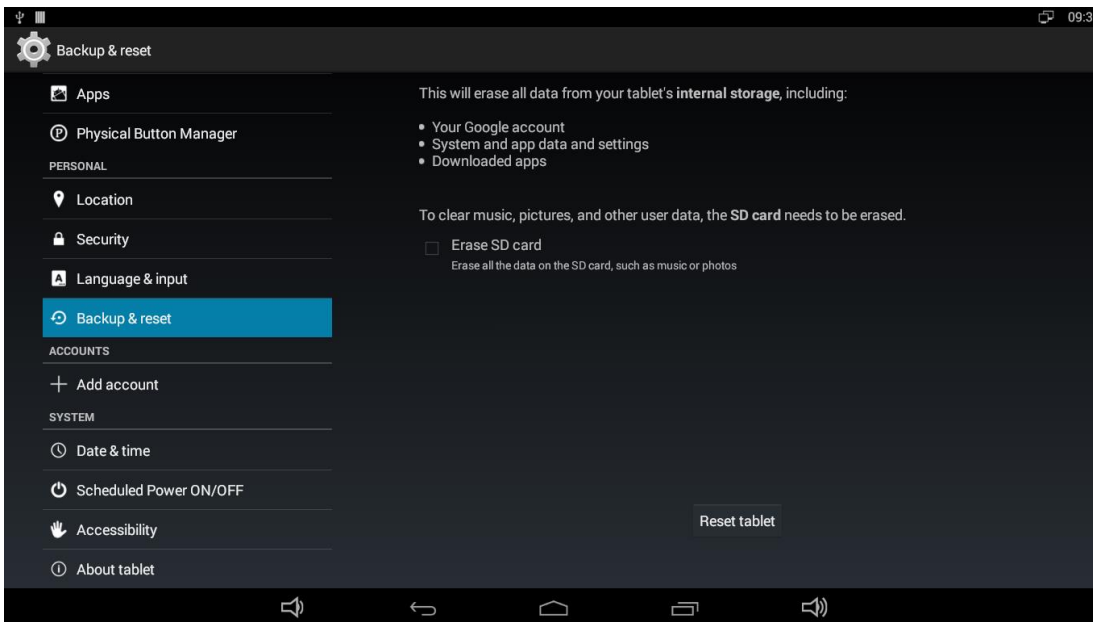 09:3
Backup & reset
Apps
Physical Button Manager
PERSONAL
Location
Security
Language & input
Backup & reset
ACCOUNTS
Add account
SYSTEM
Date & time
Scheduled Power ON/OFF
Accessibility
About tablet
This will erase all data from your tablet's internal storage, including:
• Your Google account
• System and app data and settings
• Downloaded apps
To clear music, pictures, and other user data, the SD card needs to be erased.
Erase SD card
Erase all the data on the SD card, such as music or photos
Reset tablet